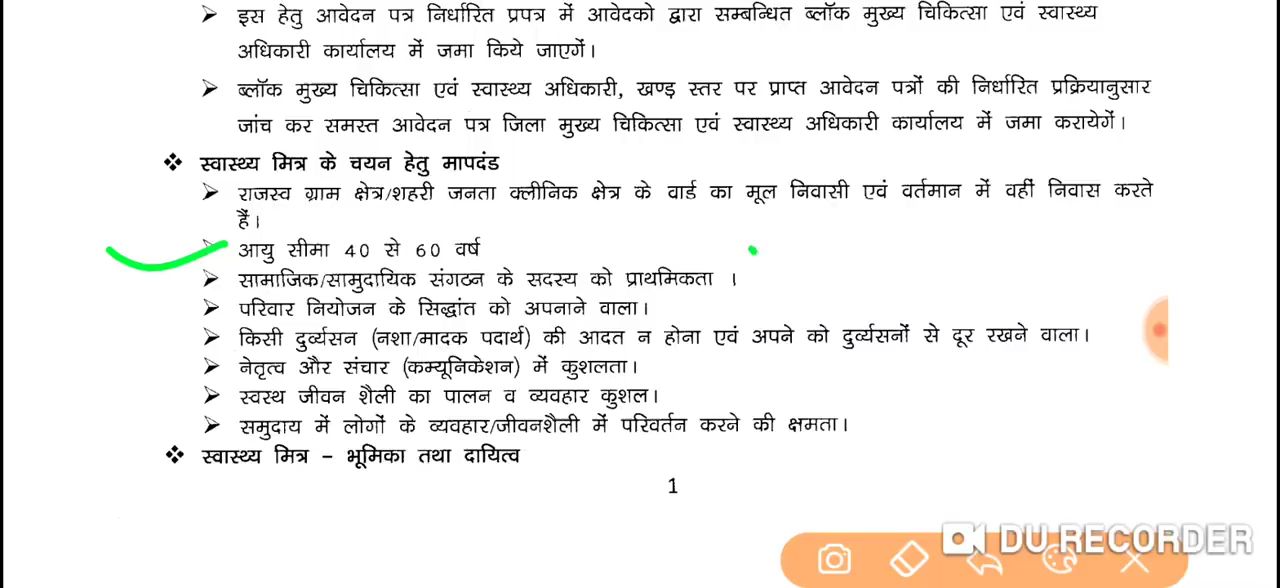 ➤ इस हेतु आवेदन पत्र निर्धारित प्रपत्र में आवेदको द्वारा सम्बन्धित ब्लॉक मुख्य चिकित्सा एवं स्वास्थ्य
अधिकारी कार्यालय में जमा किये जाएगें।
➤ ब्लॉक मुख्य चिकित्सा एवं स्वास्थ्य अधिकारी, खण्ड़ स्तर पर प्राप्त आवेदन पत्रों की निर्धारित प्रक्रियानुसार
जांच कर समस्त आवेदन पत्र जिला मुख्य चिकित्सा एवं स्वास्थ्य अधिकारी कार्यालय में जमा करायेगें।
❖ स्वास्थ्य मित्र के चयन हेतु मापदंड
➤ राजस्व ग्राम क्षेत्र/शहरी जनता क्लीनिक क्षेत्र के वार्ड का मूल निवासी एवं वर्तमान में वहीं निवास करते
हैं।
➤ आयु सीमा 40 से 60 वर्ष
➤ सामाजिक/सामुदायिक संगठन के सदस्य को प्राथमिकता ।
➤ परिवार नियोजन के सिद्धांत को अपनाने वाला।
➤ किसी दुर्व्यसन (नशा/मादक पदार्थ) की आदत न होना एवं अपने को दुर्व्यसनों से दूर रखने वाला।
➤ नेतृत्व और संचार (कम्यूनिकेशन) में कुशलता।
➤ स्वस्थ जीवन शैली का पालन व व्यवहार कुशल।
➤ समुदाय में लोगों के व्यवहार/जीवनशैली में परिवर्तन करने की क्षमता।
❖ स्वास्थ्य मित्र – भूमिका तथा दायित्व
1
DU RECORDER